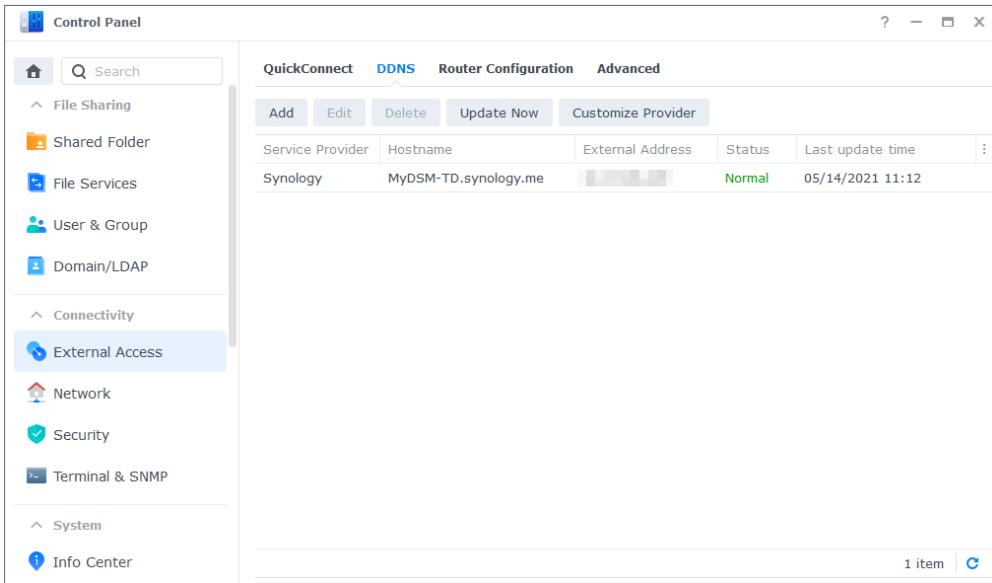 Control Panel
?
Search
File Sharing
Shared Folder
File Services
User & Group
Domain/LDAP
Connectivity
External Access
Network
Security
Terminal & SNMP
System
Info Center
QuickConnect DDNS Router Configuration Advanced
Add Edit Delete Update Now Customize Provider
Service Provider Hostname External Address Status Last update time
Synology MyDSM-TD.synology.me Normal 05/14/2021 11:12
1 item